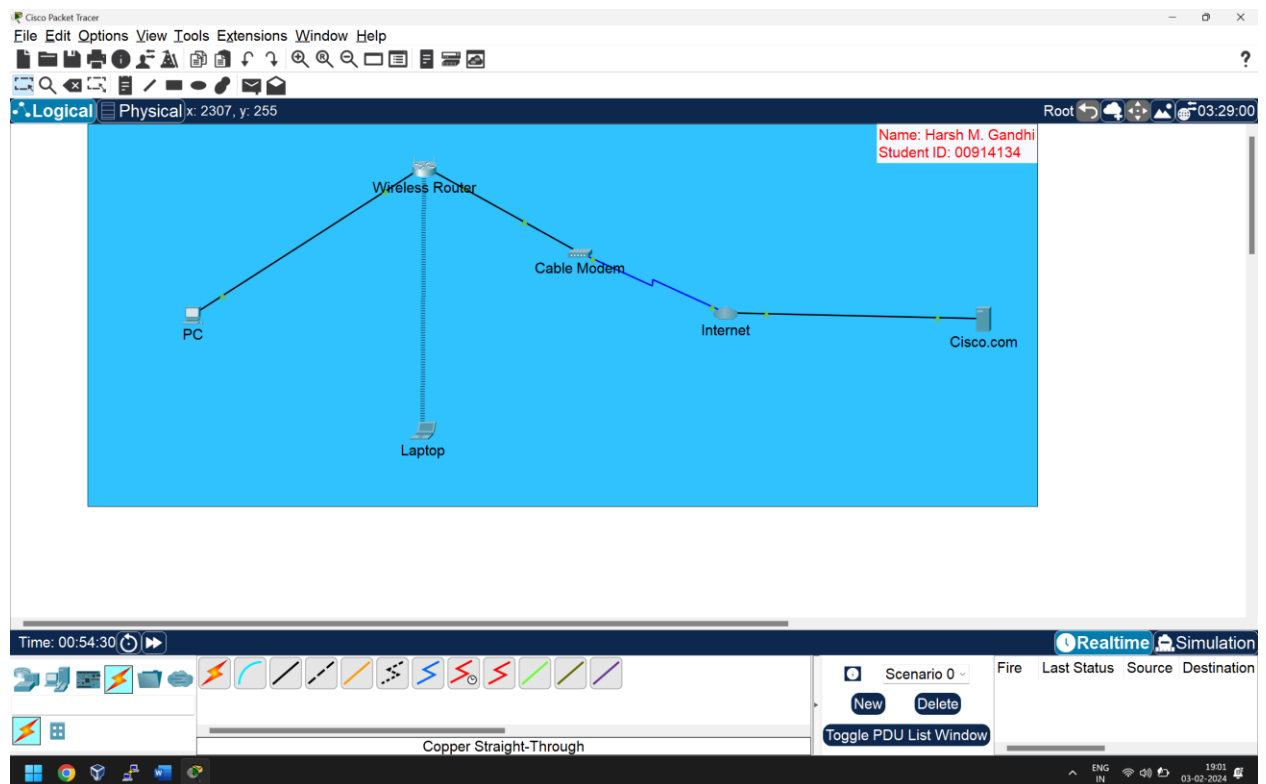 Cisco Packet Tracer
File Edit Options View Tools Extensions Window Help
?
Logical Physical x: 2307, y: 255 Root 03:29:00
Name: Harsh M. Gandhi
Student ID: 00914134
Wireless Router
Cable Modem
Internet
PC
Cisco.com
Laptop
Time: 00:54:30 Realtime Simulation
Scenario 0 Fire Last Status Source Destination
New Delete
Toggle PDU List Window
Copper Straight-Through
ENG 19:01
IN 03-02-2024